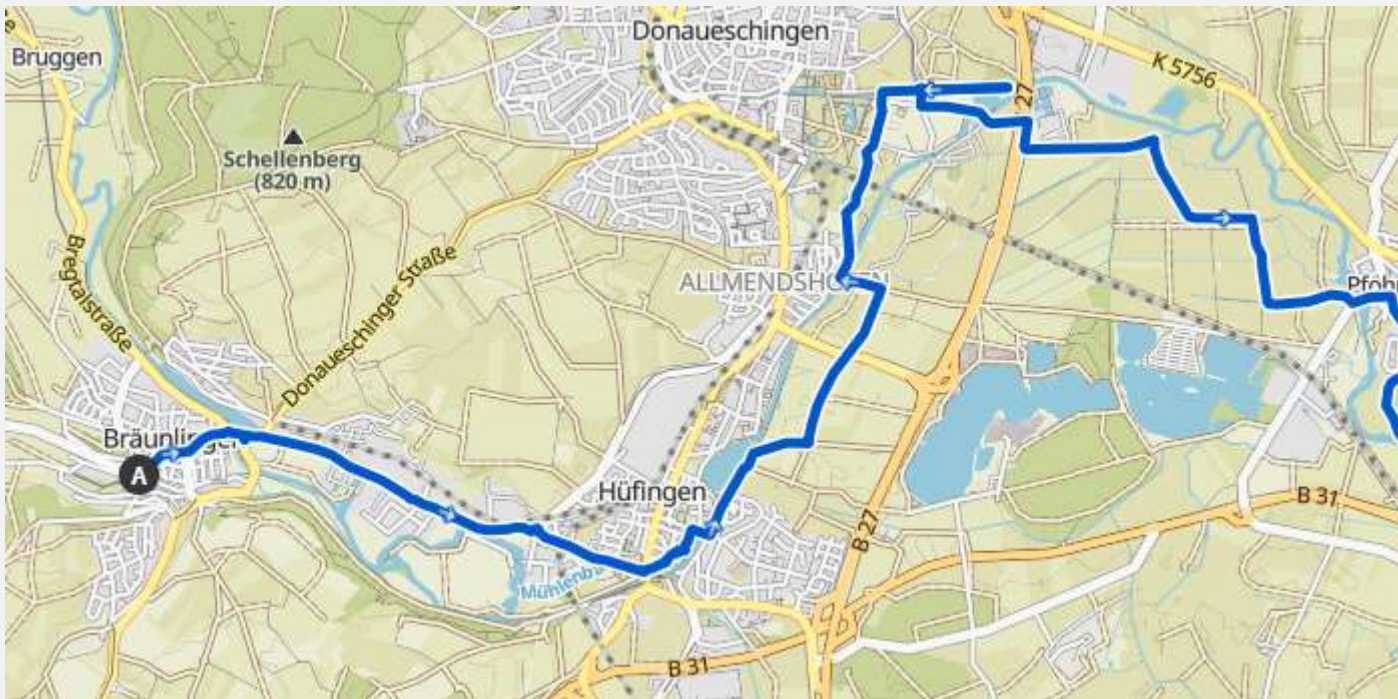 Donaueschingen
Bruggen
K 5756
27
Schellenberg
(820 m)
Bregtalstraße
Donaueschinger Straße
ALLMENDSHOFEN
Bräunlingen
A
Hüfingen
B 27
B 31
B 31